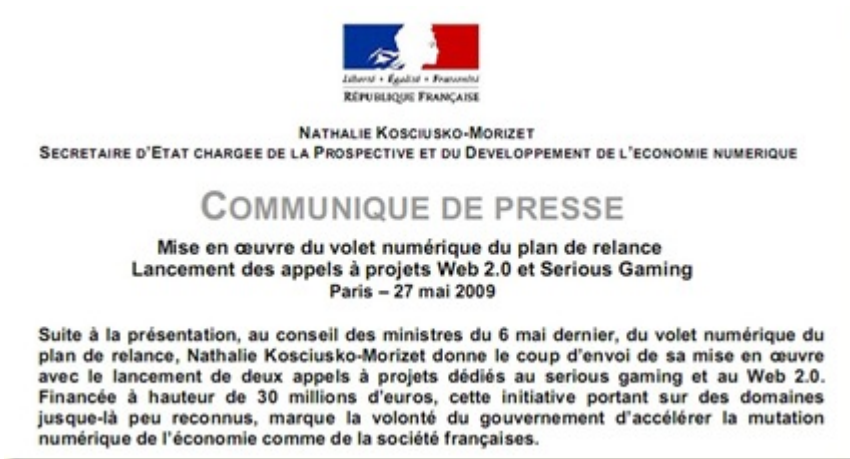 Liberté • Égalité • Fraternité
RÉPUBLIQUE FRANÇAISE
NATHALIE KOSCIUSKO-MORIZET
SECRETAIRE D'ETAT CHARGEE DE LA PROSPECTIVE ET DU DEVELOPPEMENT DE L'ECONOMIE NUMERIQUE
COMMUNIQUE DE PRESSE
Mise en œuvre du volet numérique du plan de relance
Lancement des appels à projets Web 2.0 et Serious Gaming
Paris – 27 mai 2009
Suite à la présentation, au conseil des ministres du 6 mai dernier, du volet numérique du
plan de relance, Nathalie Kosciusko-Morizet donne le coup d'envoi de sa mise en œuvre
avec le lancement de deux appels à projets dédiés au serious gaming et au Web 2.0.
Financée à hauteur de 30 millions d'euros, cette initiative portant sur des domaines
jusque-là peu reconnus, marque la volonté du gouvernement d'accélérer la mutation
numérique de l'économie comme de la société françaises.